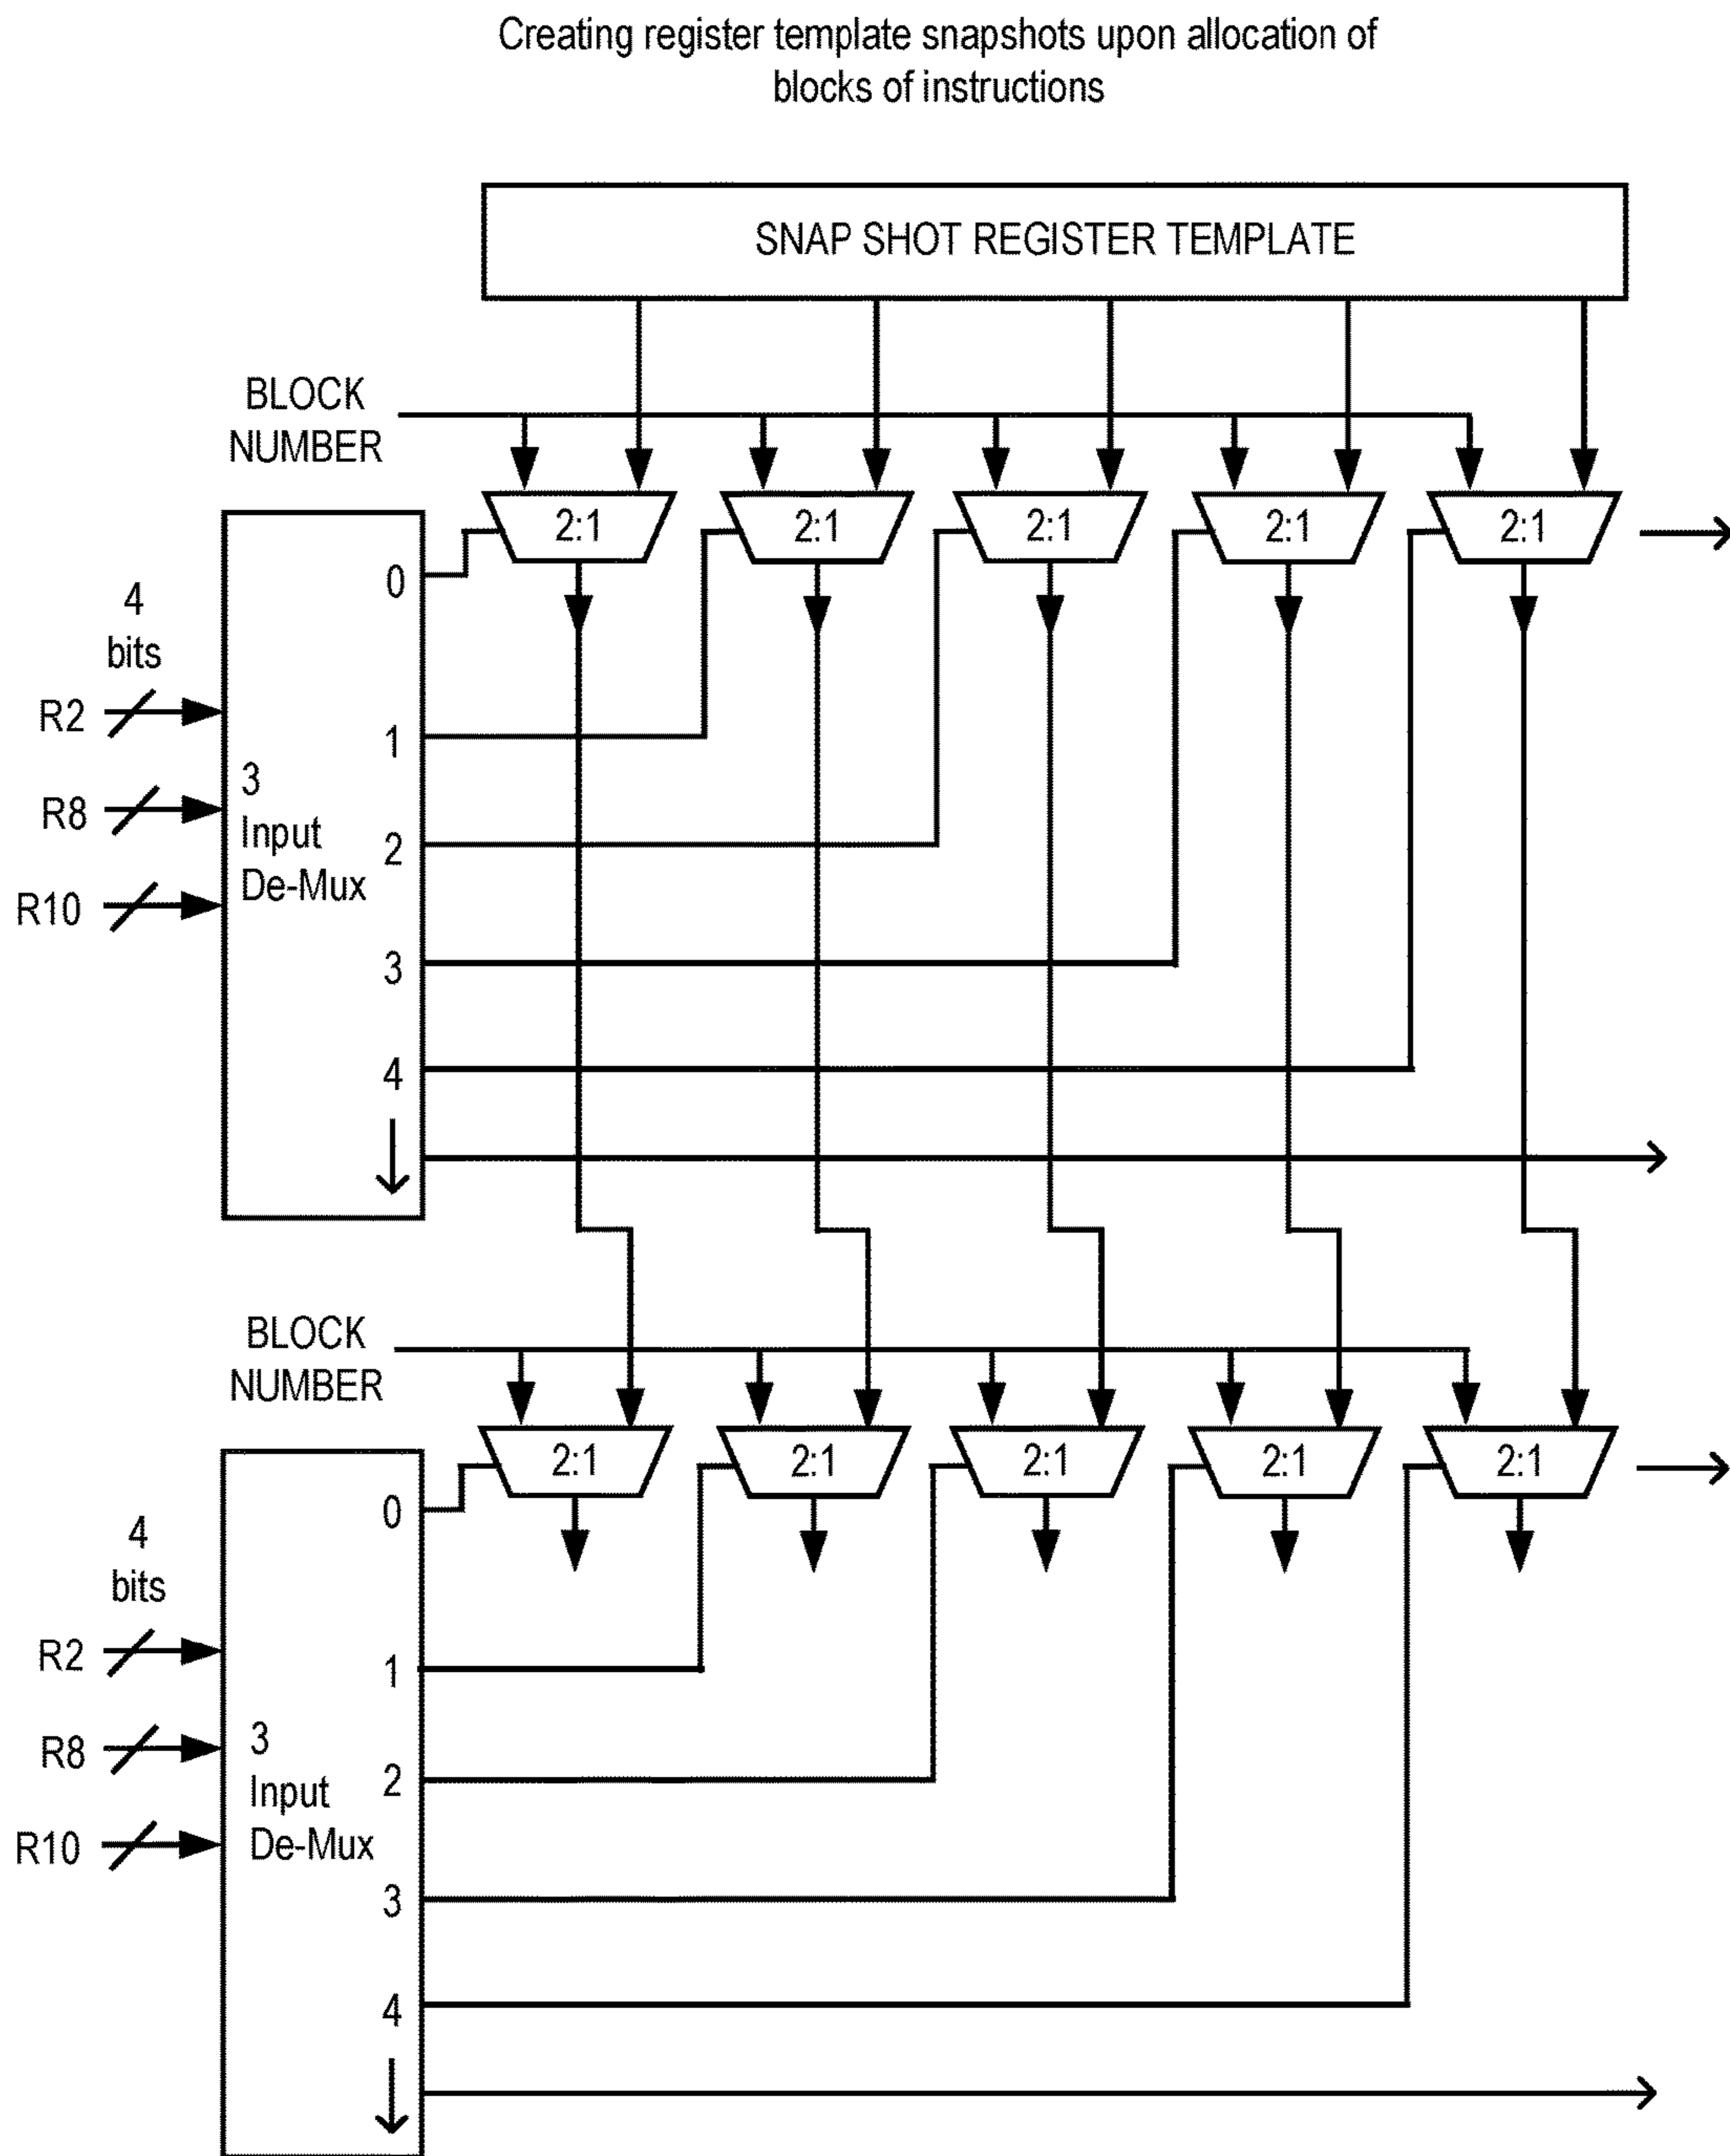 Creating register template snapshots upon allocation of
blocks of instructions
SNAP SHOT REGISTER TEMPLATE
BLOCK
NUMBER
2:1
2:1
2:1
2:1
2:1
0
4
bits
R2
1
3
R8
Input
2
De-Mux
R10
3
4
BLOCK
NUMBER
2:1
2:1
2:1
2:1
2:1
0
4
bits
R2
1
3
R8
Input
2
De-Mux
R10
3
4